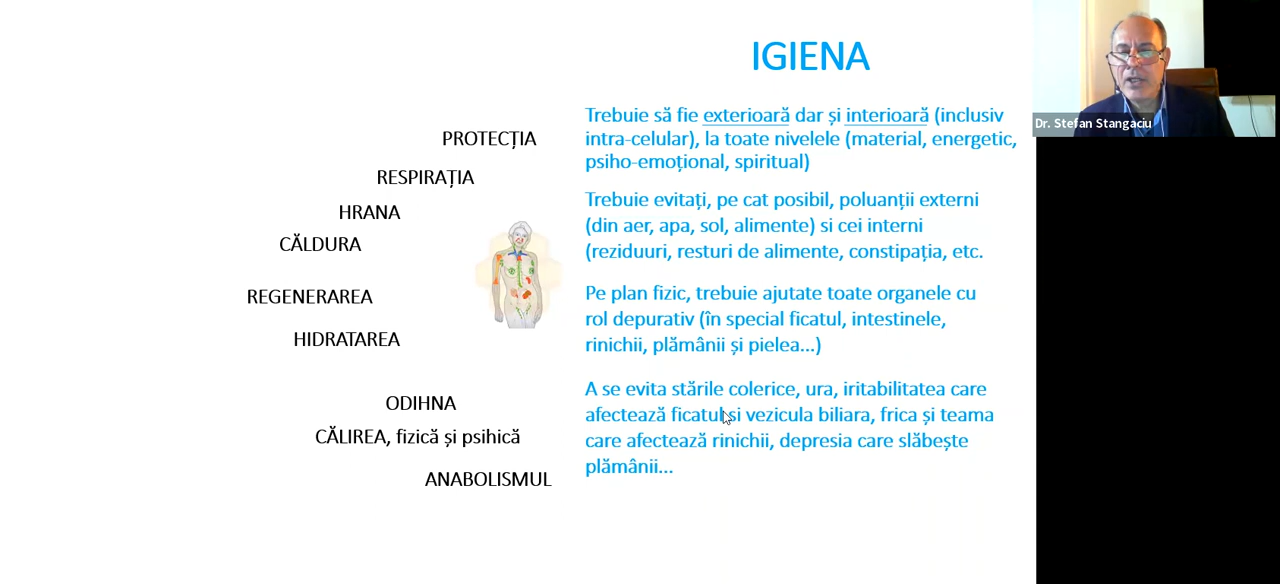 IGIENA
PROTECȚIA
RESPIRAȚIA
HRANA
CĂLDURA
REGENERAREA
HIDRATAREA
ODIHNA
CĂLIREA, fizică și psihică
ANABOLISMUL
Trebuie să fie exterioară dar și interioară (inclusiv
intra-celular), la toate nivelele (material, energetic,
psiho-emoțional, spiritual)
Trebuie evitați, pe cat posibil, poluanții externi
(din aer, apa, sol, alimente) si cei interni
(reziduuri, resturi de alimente, constipația, etc.
Pe plan fizic, trebuie ajutate toate organele cu
rol depurativ (în special ficatul, intestinele,
rinichii, plămânii și pielea...)
A se evita stările colerice, ura, iritabilitatea care
afectează ficatul si vezicula biliara, frica și teama
care afectează rinichii, depresia care slăbește
plămânii...
Dr. Stefan Stangaciu